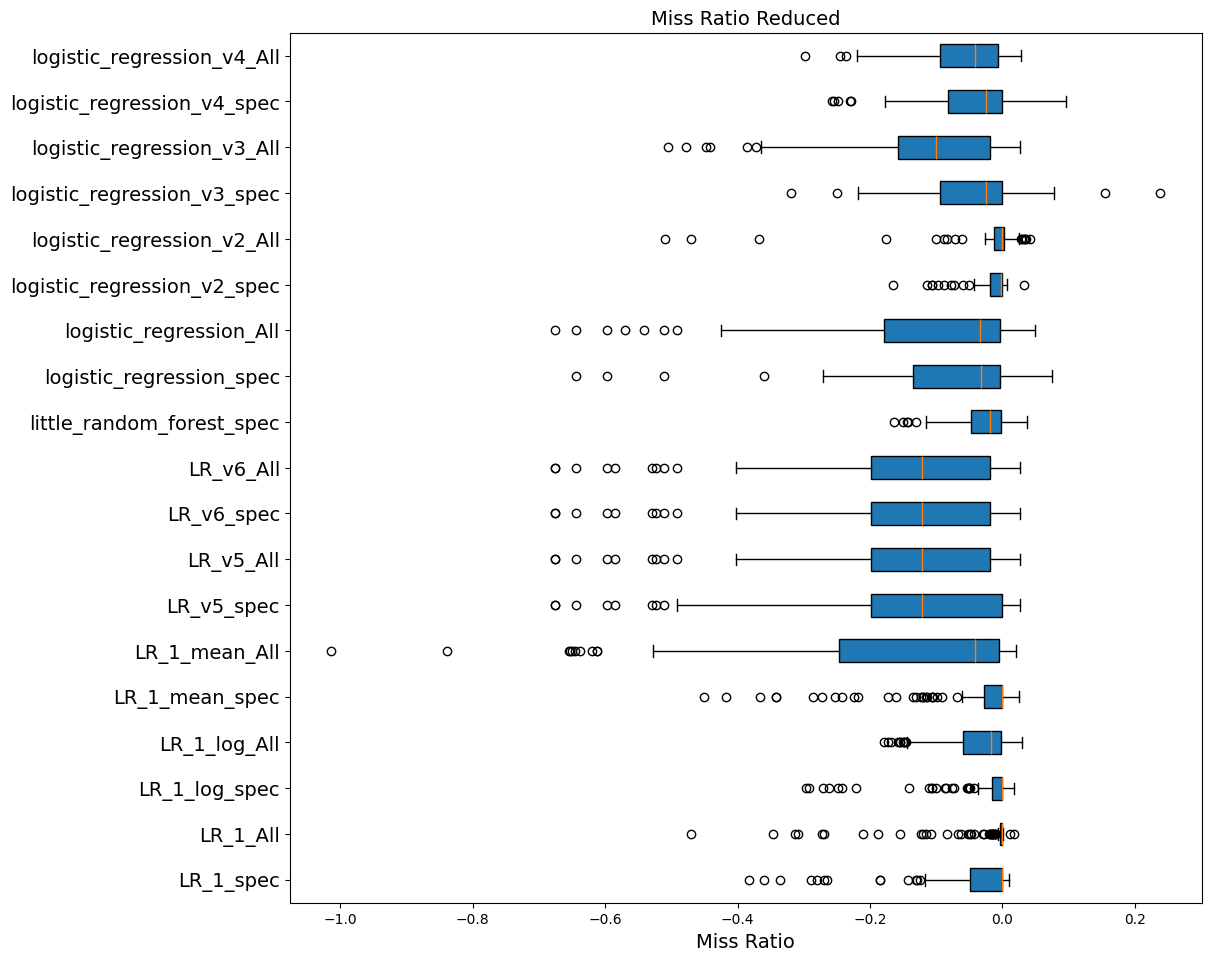 Miss Ratio Reduced
logistic_regression_v4_All
logistic_regression_v4_spec
logistic_regression_v3_All
logistic_regression_v3_spec
logistic_regression_v2_All
logistic_regression_v2_spec
logistic_regression_All
logistic_regression_spec
little_random_forest_spec
LR_v6_All
LR_v6_spec
LR_v5_All
LR_v5_spec
LR_1_mean_All
LR_1_mean_spec
LR_1_log_All
LR_1_log_spec
LR_1_All
LR_1_spec
−1.0 −0.8 −0.6 −0.4 −0.2 0.0 0.2
Miss Ratio